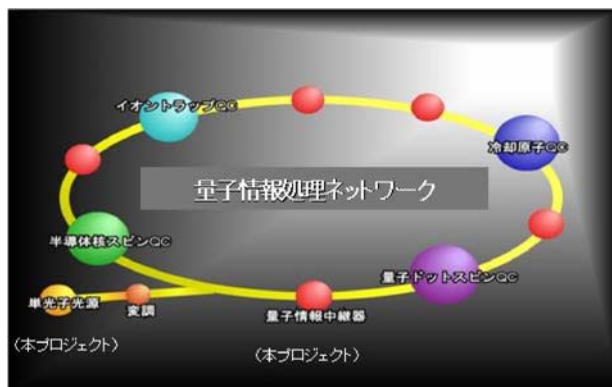 イオントラップQC
冷却原子QC
量子情報処理ネットワーク
半導体核スピンQC
量子ドットスピンQC
単光子光源
変調
量子情報中継器
(本プロジェクト)
(本プロジェクト)